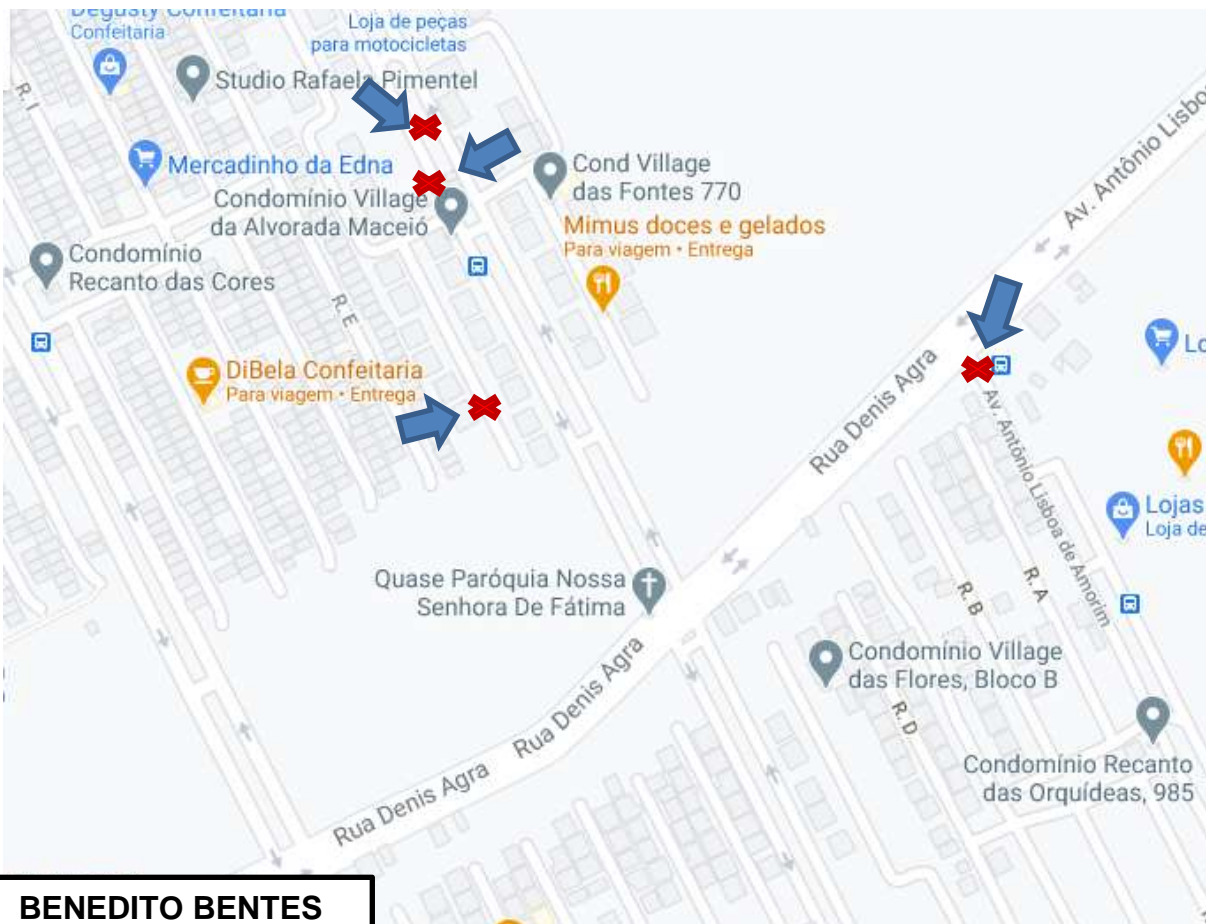 Degusty Confeitaria
Confeitaria
Loja de peças
para motocicletas
Studio Rafaela Pimentel
R. I
Mercadinho da Edna
Condomínio Village
da Alvorada Maceió
Cond Village
das Fontes 770
Mimus doces e gelados
Para viagem • Entrega
Av. Antônio Lisbo
Condomínio
Recanto das Cores
R. E
DiBela Confeitaria
Para viagem • Entrega
Lo
Rua Denis Agra
Av. Antônio Lisboa de Amorim
Lojas
Loja de
Quase Paróquia Nossa
Senhora De Fátima
R. B
R. A
Condomínio Village
das Flores, Bloco B
R. D
Rua Denis Agra
Rua Denis Agra
Condomínio Recanto
das Orquídeas, 985
BENEDITO BENTES